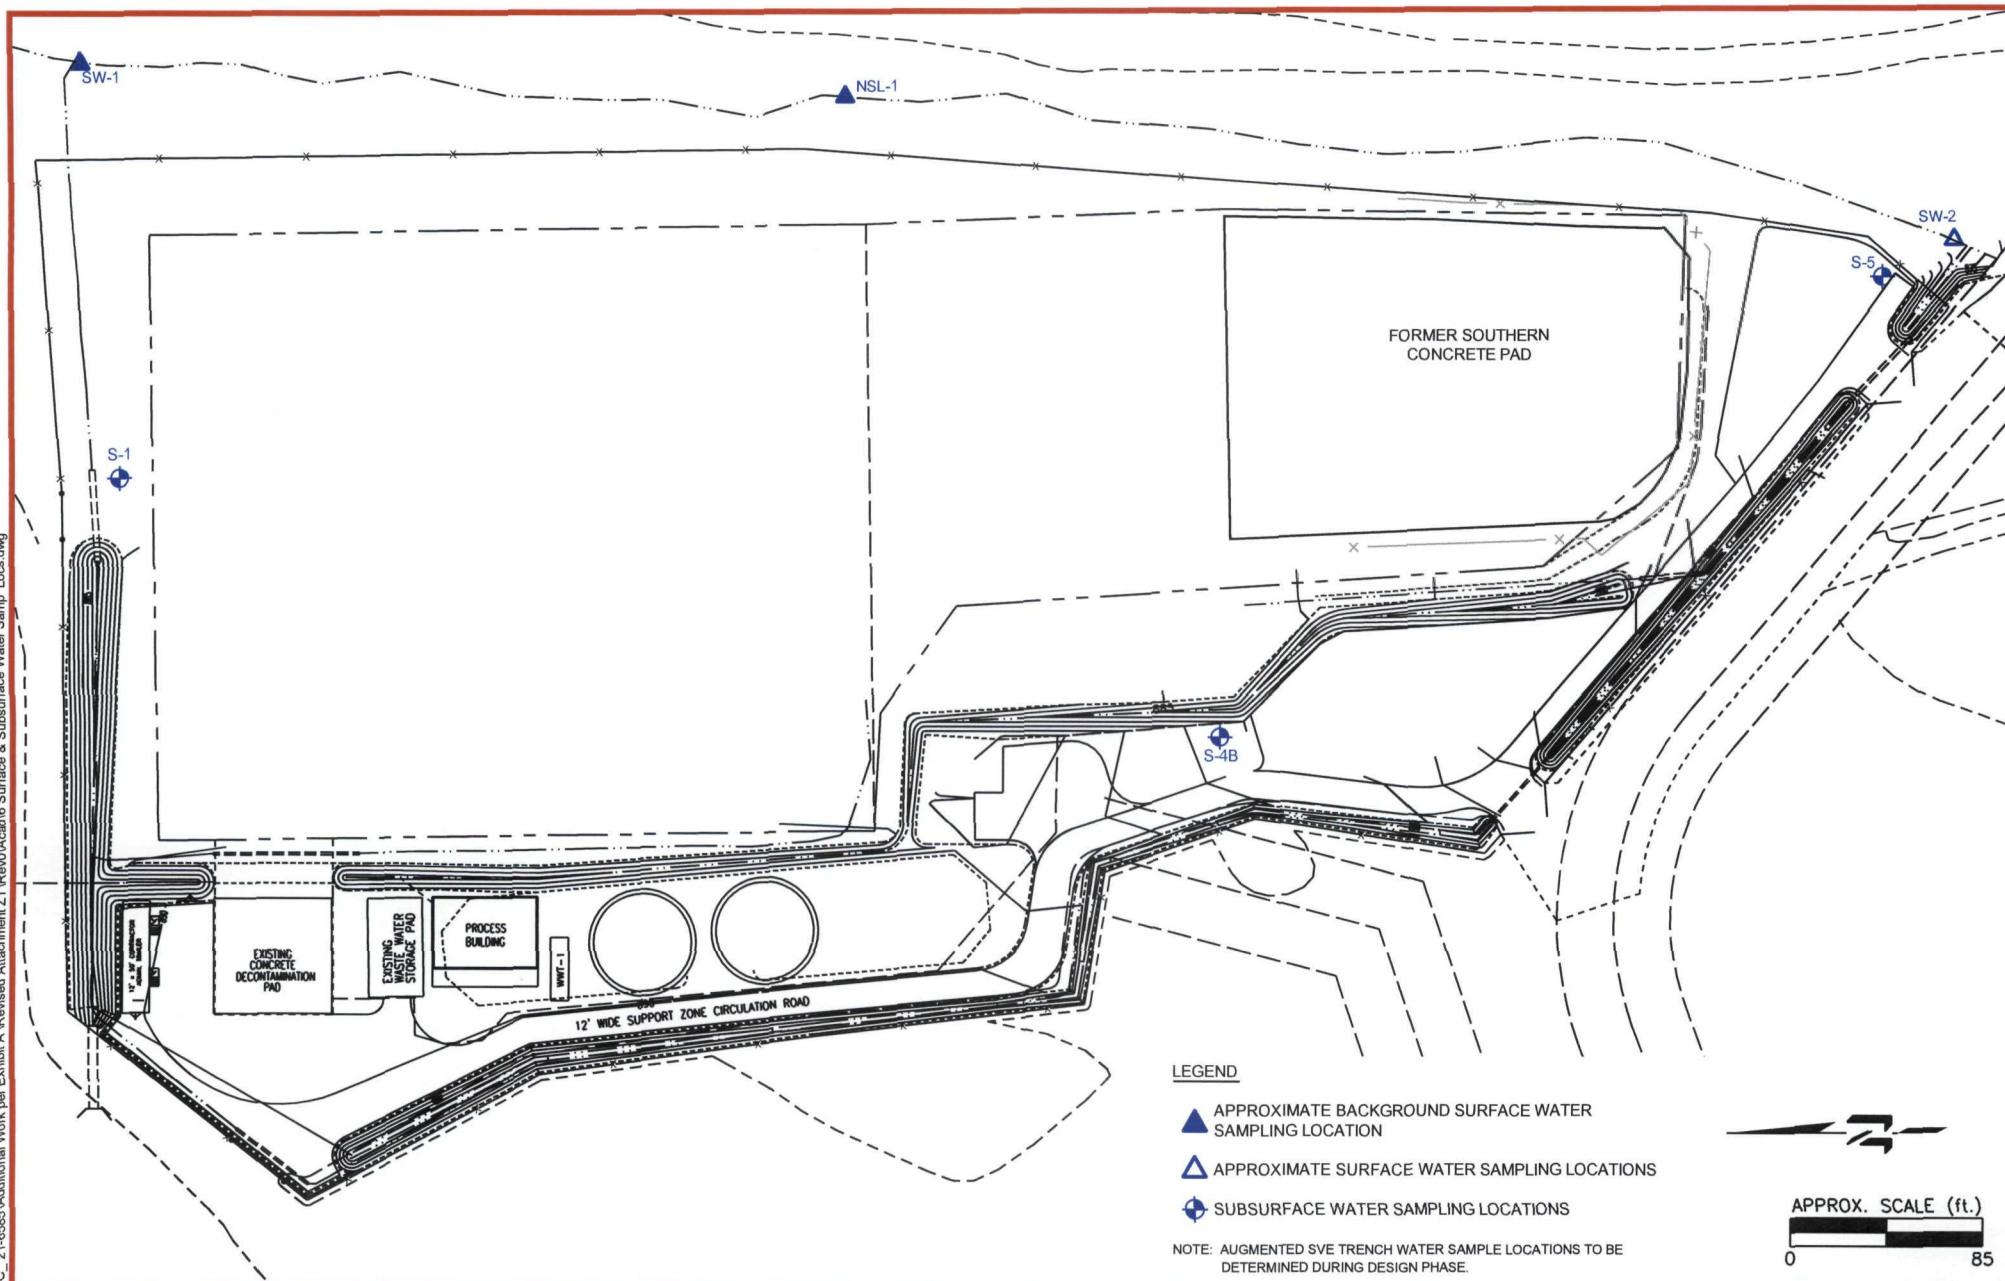 SW-1
NSL-1
SW-2
S-5
FORMER SOUTHERN
CONCRETE PAD
S-1
S-4B
PROCESS
BUILDING
EXISTING
WASTE WATER
STORAGE PAD
EXISTING
CONCRETE
DECONTAMINATION
PAD
WWT-1
12' WIDE SUPPORT ZONE CIRCULATION ROAD
LEGEND
APPROXIMATE BACKGROUND SURFACE WATER
SAMPLING LOCATION
APPROXIMATE SURFACE WATER SAMPLING LOCATIONS
SUBSURFACE WATER SAMPLING LOCATIONS
NOTE: AUGMENTED SVE TRENCH WATER SAMPLE LOCATIONS TO BE
DETERMINED DURING DESIGN PHASE.
APPROX. SCALE (ft.)
0 85